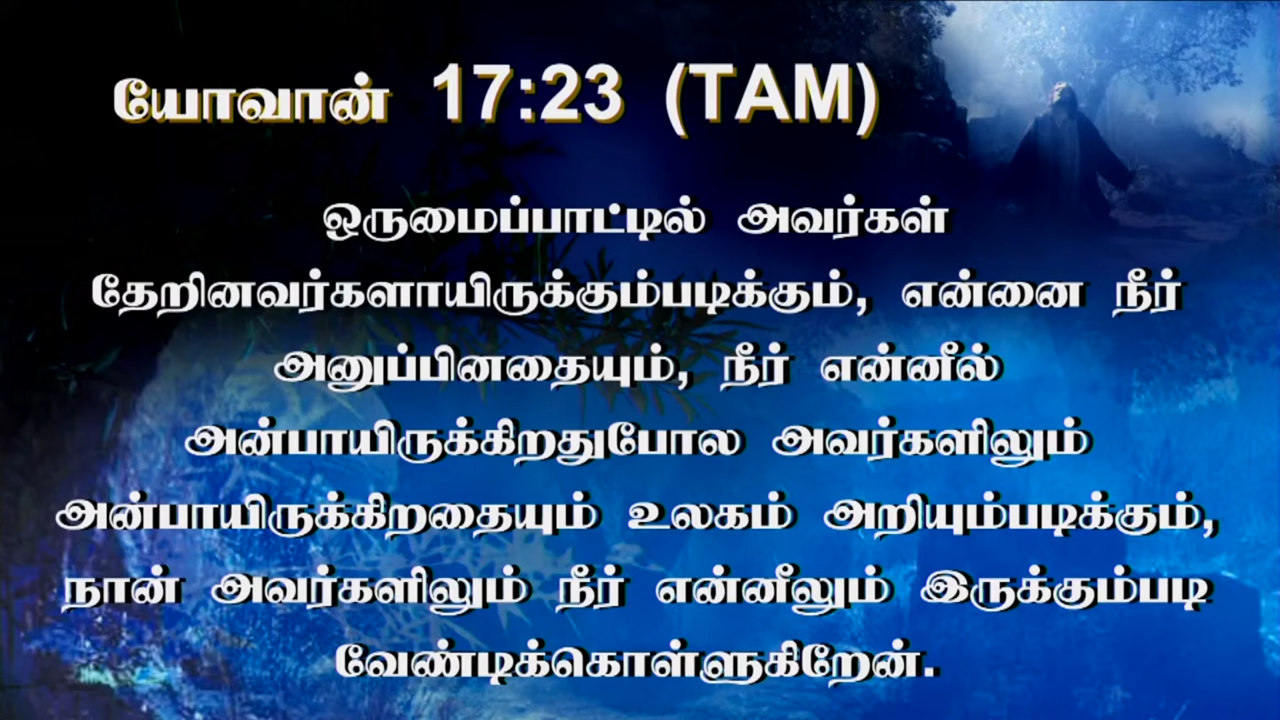 யோவான் 17:23 (TAM)
ஒருமைப்பாட்டில் அவர்கள்
தேறினவர்களாயிருக்கும்படிக்கும், என்னை நீர்
அனுப்பினதையும், நீர் என்னீல்
அன்பாயிருக்கிறதுபோல அவர்களிலும்
அன்பாயிருக்கிறதையும் உலகம் அறியும்படிக்கும்,
நான் அவர்களிலும் நீர் என்னீலும் இருக்கும்படி
வேண்டிக்கொள்ளுகிறேன்.